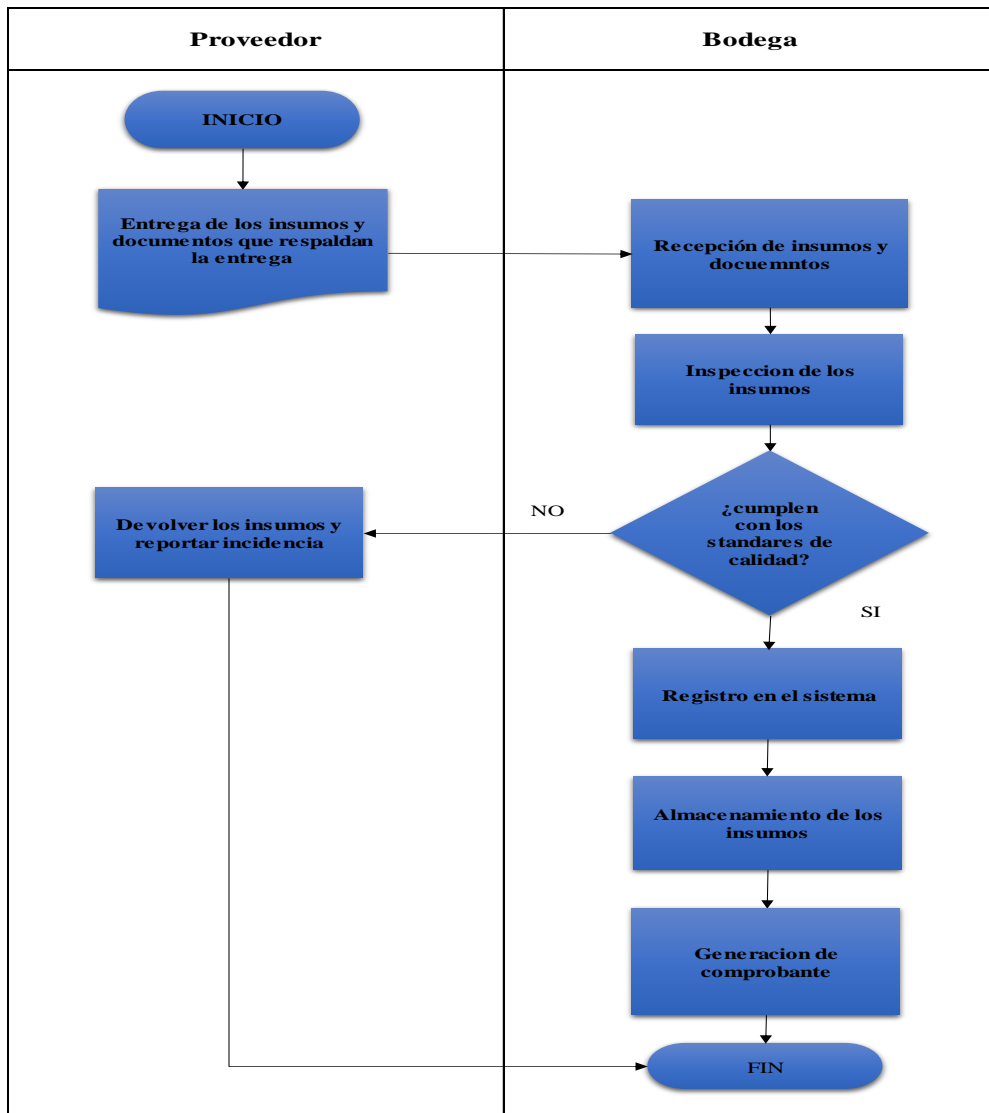 Proveedor
Bodega
INICIO
Entrega de los insumos y
documentos que respaldan
la entrega
Recepción de insumos y
docuemntos
Inspeccion de los
insumos
¿cumplen
con los
standares de
calidad?
NO
Devolver los insumos y
reportar incidencia
SI
Registro en el sistema
Almacenamiento de los
insumos
Generacion de
comprobante
FIN